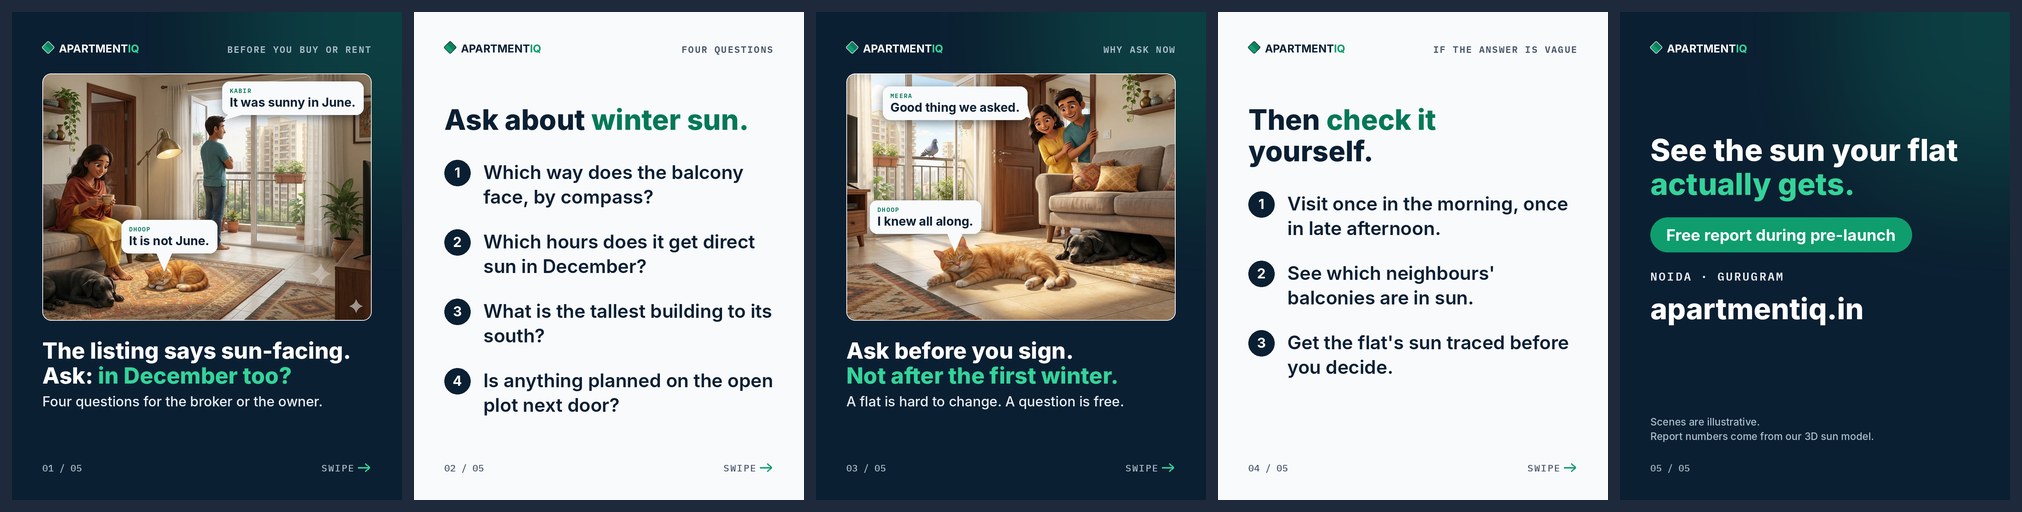 APARTMENTIQ
BEFORE YOU BUY OR RENT
KABIR
It was sunny in June.
DHOOP
It is not June.
The listing says sun-facing.
Ask: in December too?
Four questions for the broker or the owner.
01 / 05
SWIPE
APARTMENTIQ
FOUR QUESTIONS
Ask about winter sun.
1 Which way does the balcony
face, by compass?
2 Which hours does it get direct
sun in December?
3 What is the tallest building to its
south?
4 Is anything planned on the open
plot next door?
02 / 05
SWIPE
APARTMENTIQ
WHY ASK NOW
MEERA
Good thing we asked.
DHOOP
I knew all along.
Ask before you sign.
Not after the first winter.
A flat is hard to change. A question is free.
03 / 05
SWIPE
APARTMENTIQ
IF THE ANSWER IS VAGUE
Then check it
yourself.
1 Visit once in the morning, once
in late afternoon.
2 See which neighbours'
balconies are in sun.
3 Get the flat's sun traced before
you decide.
04 / 05
SWIPE
APARTMENTIQ
See the sun your flat
actually gets.
Free report during pre-launch
NOIDA · GURUGRAM
apartmentiq.in
Scenes are illustrative.
Report numbers come from our 3D sun model.
05 / 05